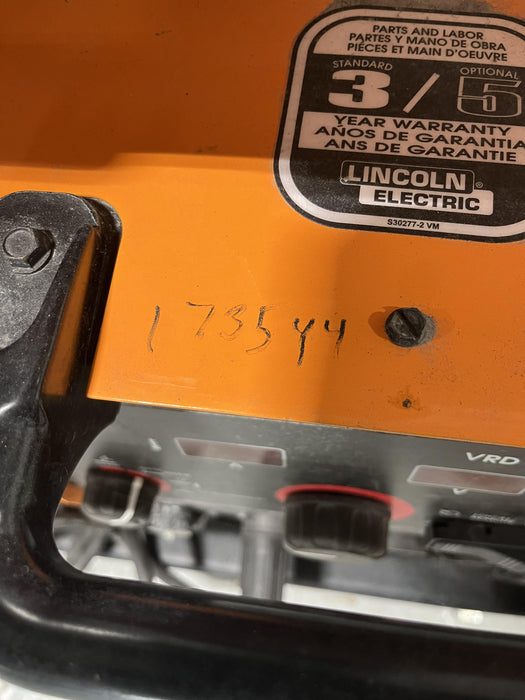 PARTS AND LABOR
PARTES Y MANO DE OBRA
PIÈCES ET MAIN D'OEUVRE
STANDARD OPTIONAL
3 / 5
YEAR WARRANTY
AÑOS DE GARANTIA
ANS DE GARANTIE
LINCOLN®
ELECTRIC
S30277-2 VM
173544
VRD